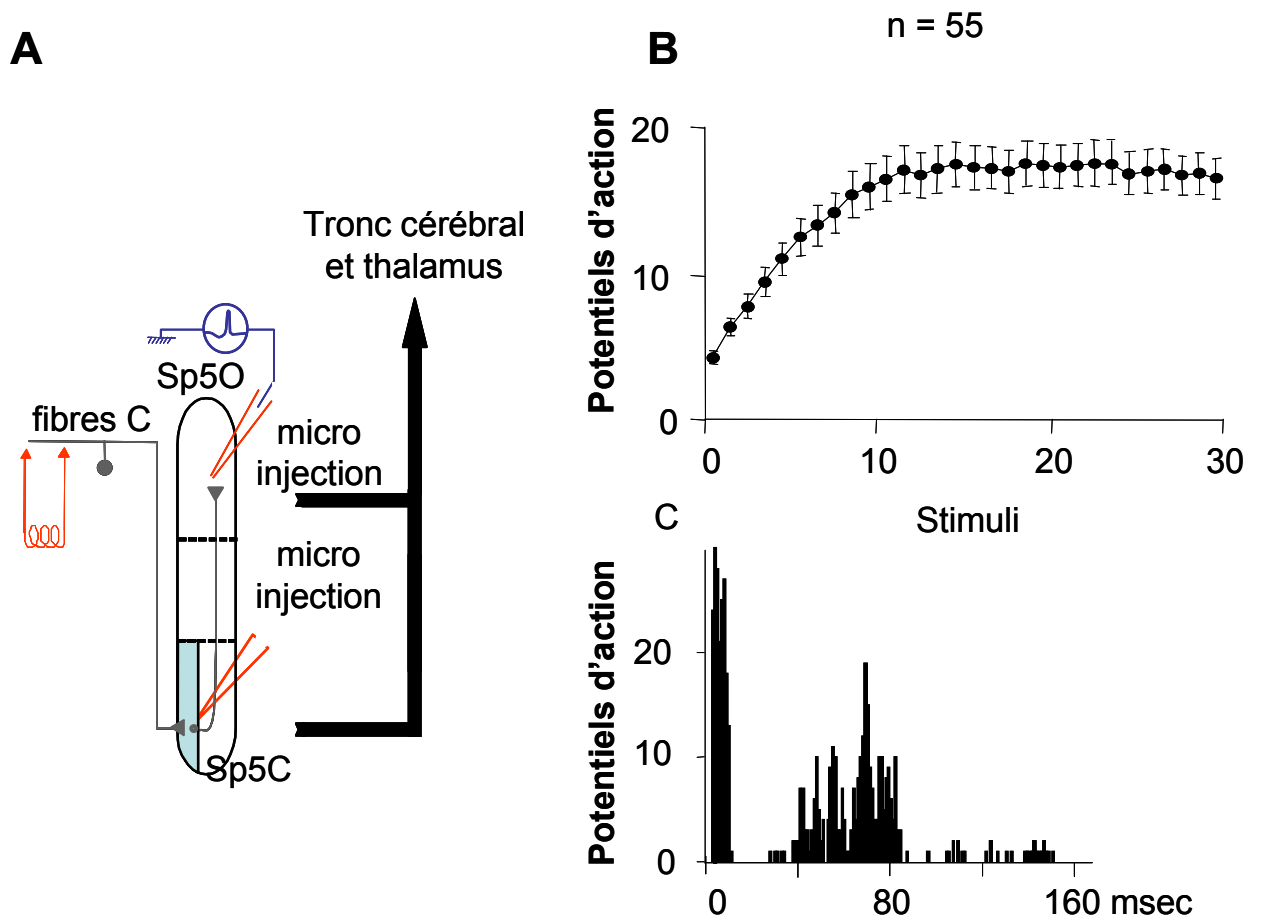 A
Tronc cérébral
et thalamus
Sp5O
fibres C
micro
injection
micro
injection
Sp5C
B
n = 55
Potentiels d’action
20
10
0
0 10 20 30
Stimuli
C
Potentiels d’action
20
10
0
0 80 160 msec